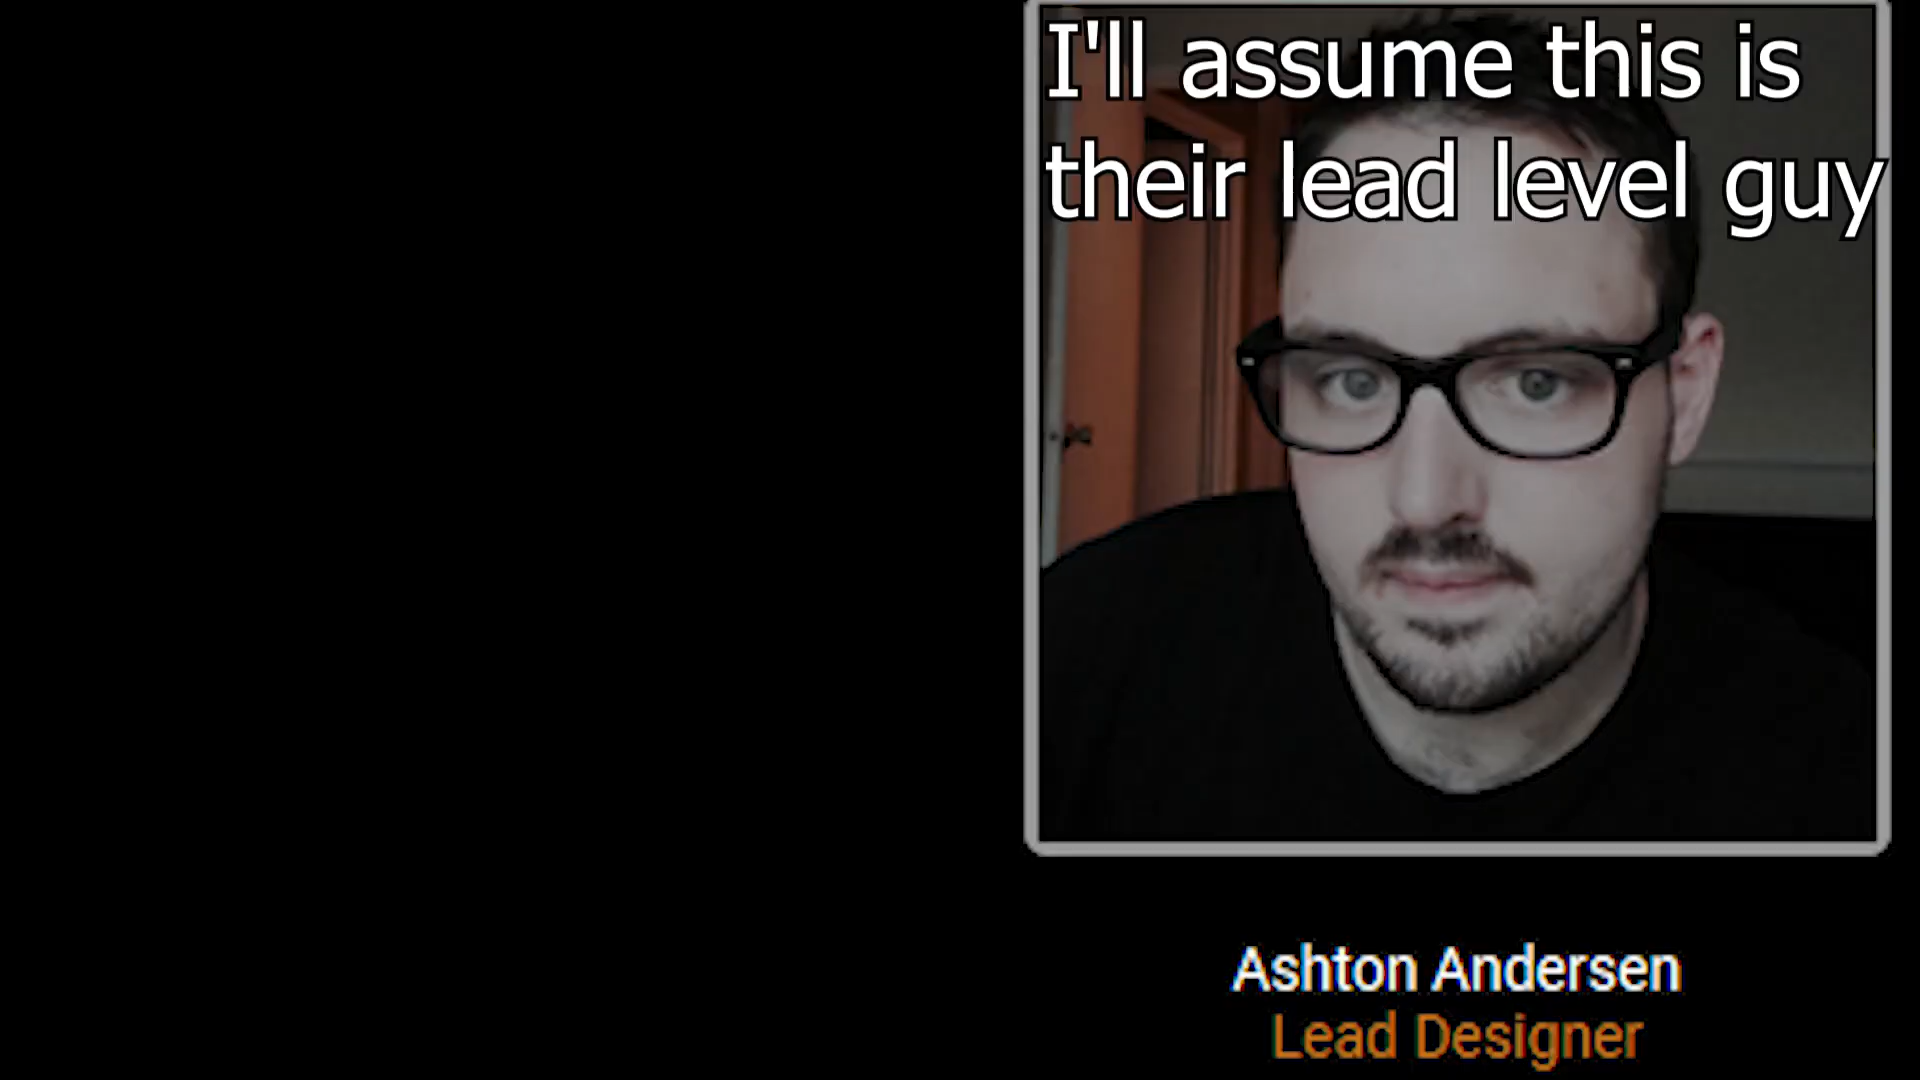 I'll assume this is
their lead level guy
Ashton Andersen
Lead Designer